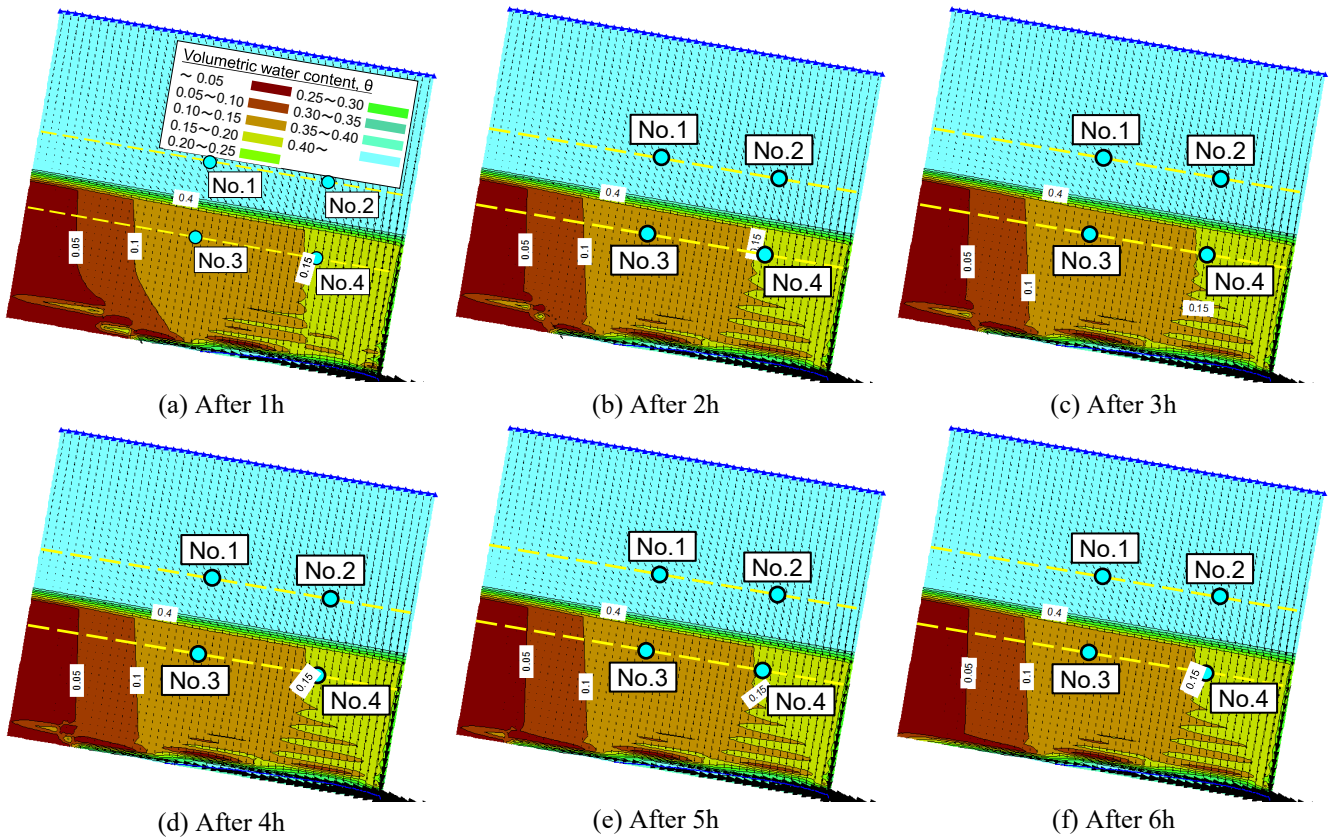 Volumetric water content, θ
～ 0.05 0.25～0.30
0.05～0.10 0.30～0.35
0.10～0.15 0.35～0.40
0.15～0.20 0.40～
0.20～0.25
No.1
No.2
0.4
No.3
No.4
0.05
0.1
0.15
(a) After 1h
No.1
No.2
0.4
No.3
No.4
0.05
0.1
0.15
(b) After 2h
No.1
No.2
0.4
No.3
No.4
0.05
0.1
0.15
(c) After 3h
No.1
No.2
0.4
No.3
No.4
0.05
0.1
0.15
(d) After 4h
No.1
No.2
0.4
No.3
No.4
0.05
0.1
0.15
(e) After 5h
No.1
No.2
0.4
No.3
No.4
0.05
0.1
0.15
(f) After 6h